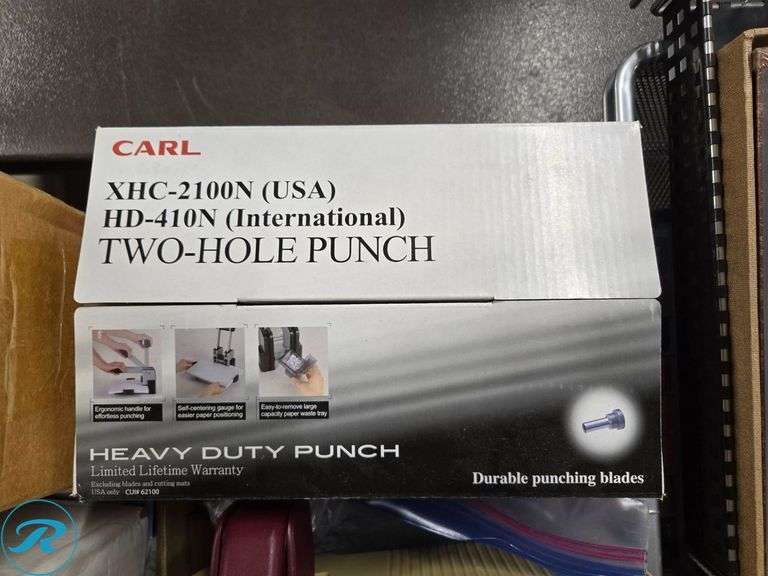 CARL
XHC-2100N (USA)
HD-410N (International)
TWO-HOLE PUNCH
Ergonomic handle for
effortless punching
Self-centering gauge for
easier paper positioning
Easy-to-remove large
capacity paper waste tray
HEAVY DUTY PUNCH
Limited Lifetime Warranty
Excluding blades and cutting mats
USA only CUI# 62100
Durable punching blades
R